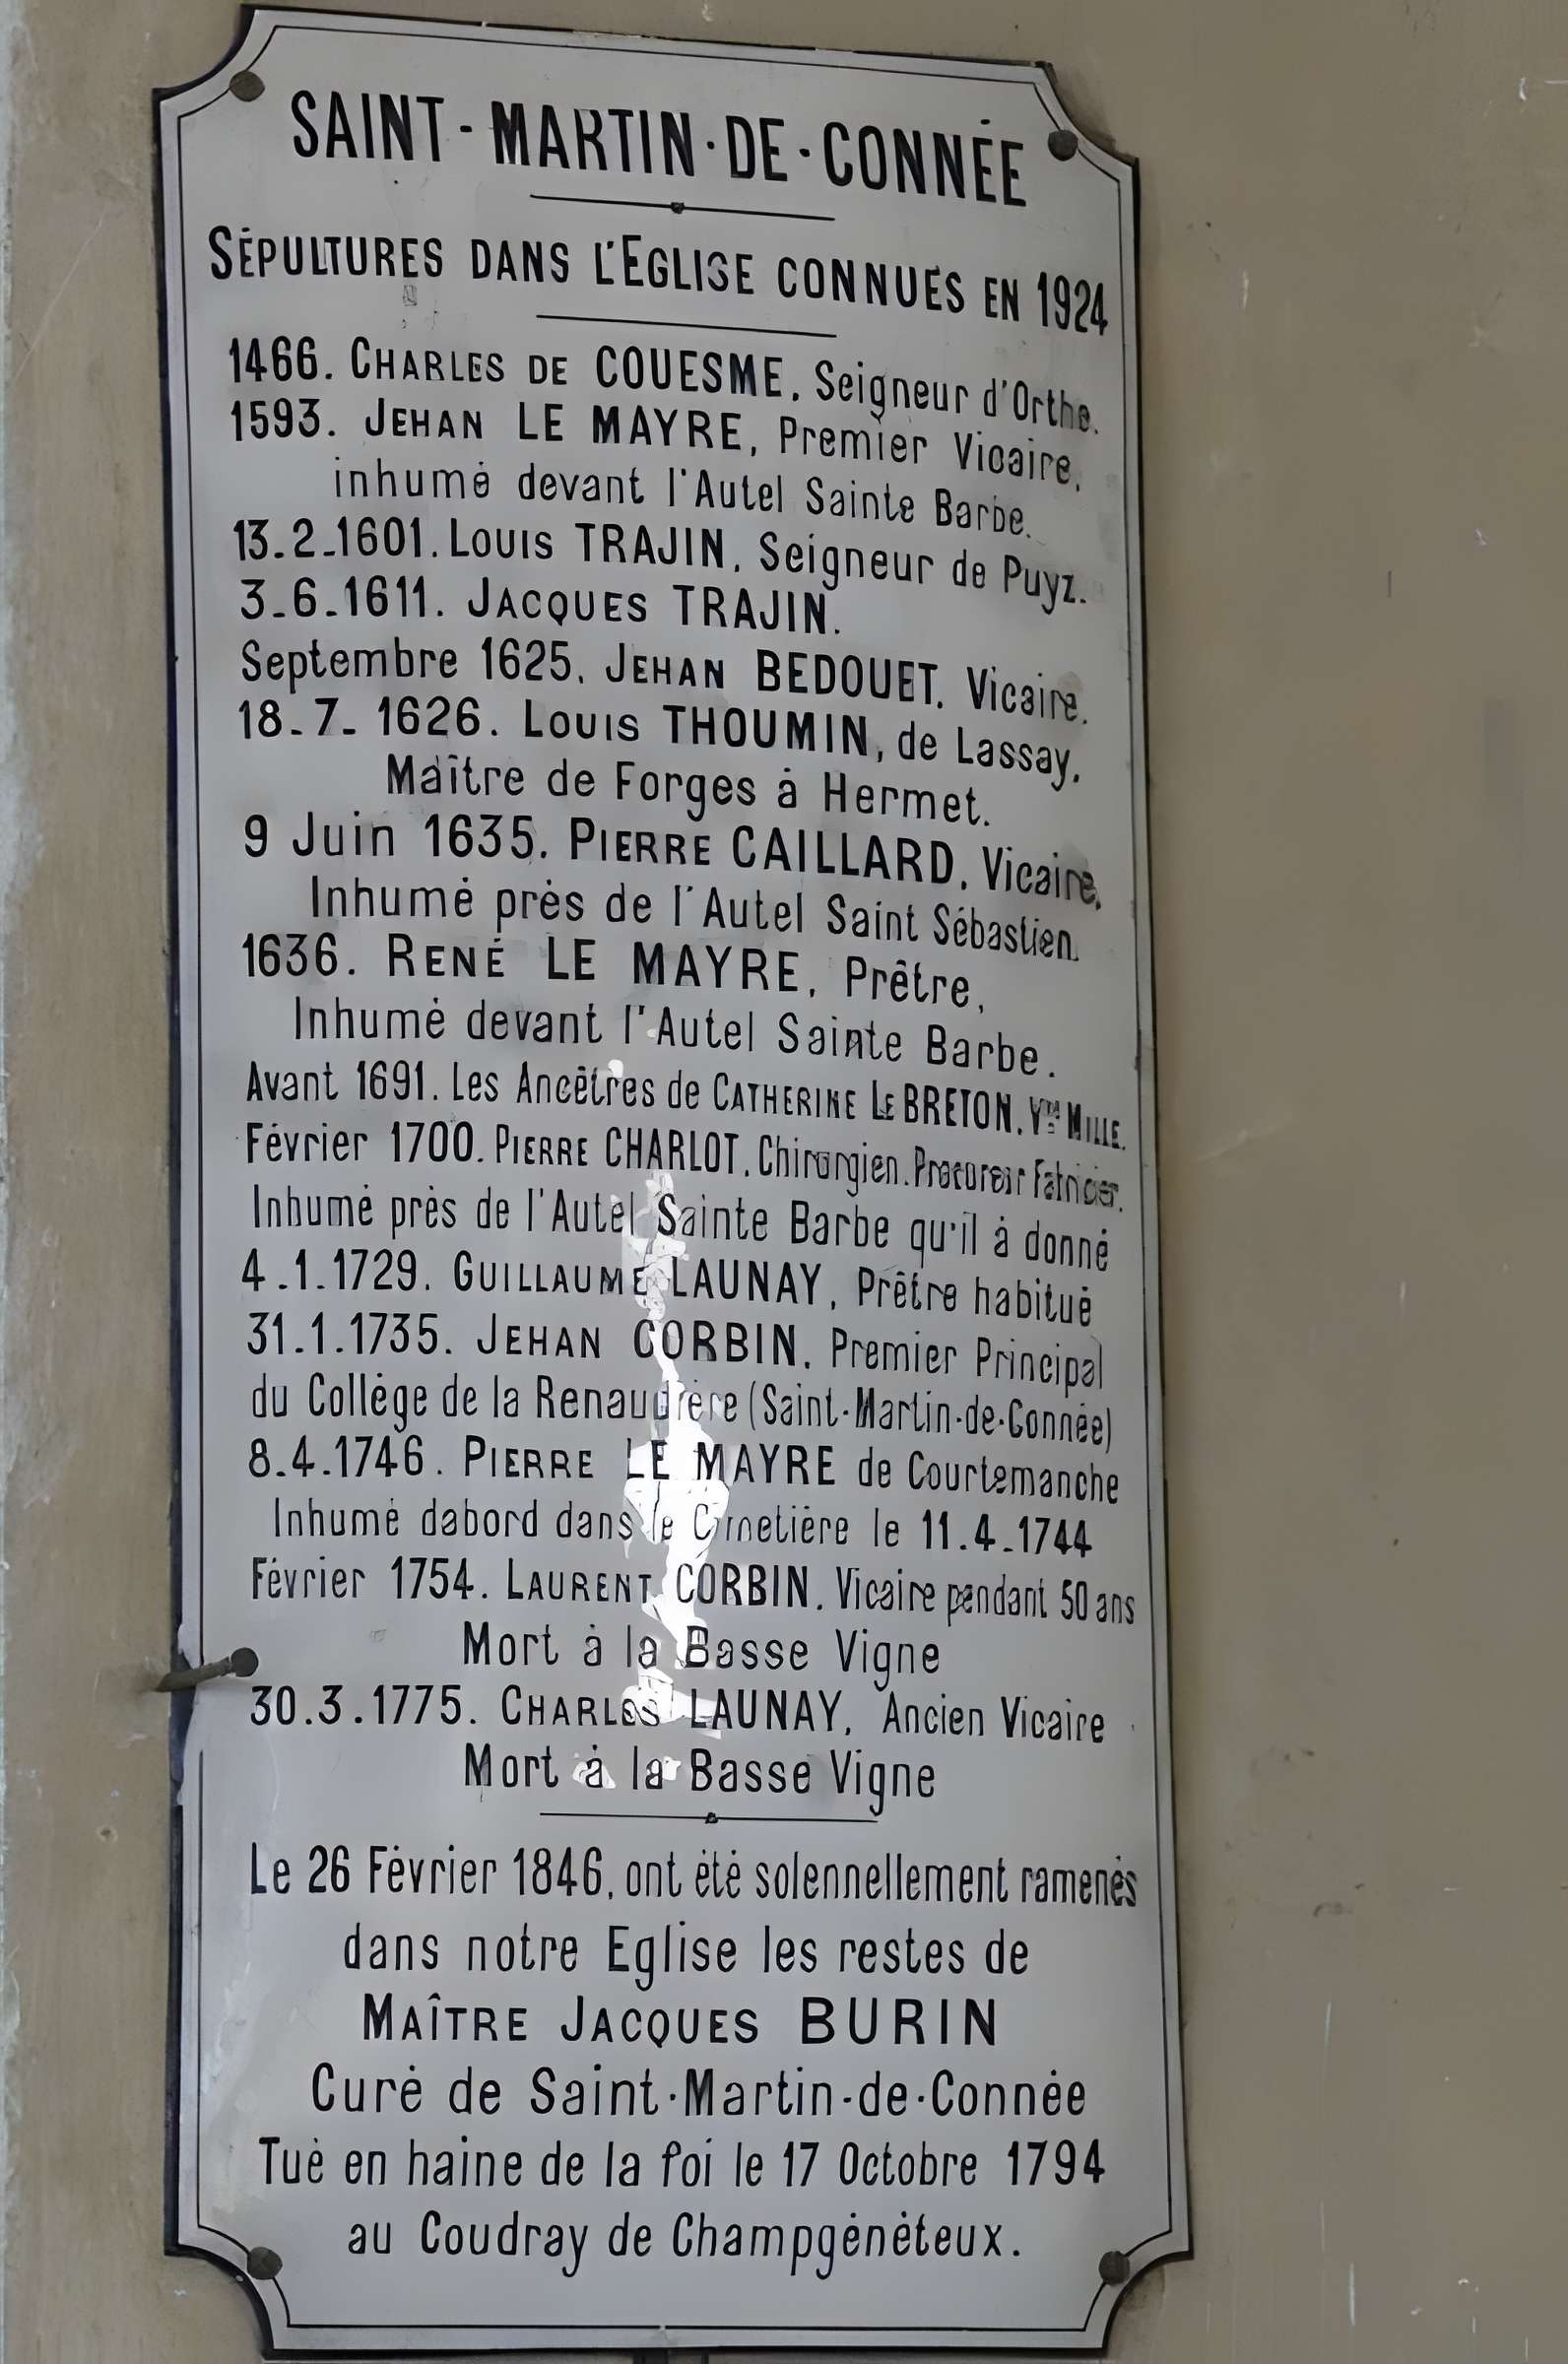 SAINT-MARTIN-DE-CONNÉE
SÉPULTURES DANS L'EGLISE CONNUES EN 1924
1466. CHARLES DE COUESME, Seigneur d'Orthe.
1593. JEHAN LE MAYRE, Premier Vicaire,
inhumé devant l'Autel Sainte Barbe.
13-2-1601. LOUIS TRAJIN, Seigneur de Puyz.
3-6-1611. JACQUES TRAJIN.
Septembre 1625. JEHAN BEDOUET, Vicaire.
18-7-1626. LOUIS THOUMIN, de Lassay,
Maître de Forges à Hermet.
9 Juin 1635. PIERRE CAILLARD, Vicaire,
Inhumé près de l'Autel Saint Sébastien.
1636. RENÉ LE MAYRE, Prêtre,
Inhumé devant l'Autel Sainte Barbe.
Avant 1691. Les Ancêtres de CATHERINE LE BRETON, MILLE.
Février 1700. PIERRE CHARLOT, Chirurgien. Procureur
Inhumé près de l'Autel Sainte Barbe qu'il à donné
4-1-1729. GUILLAUME LAUNAY, Prêtre habitué
31-1-1735. JEHAN CORBIN, Premier Principal
du Collège de la Renaudière (Saint-Martin-de-Connée)
8-4-1746. PIERRE LE MAYRE de Courtemanche
Inhumé dabord dans le Cimetière le 11-4-1744
Février 1754. LAURENT CORBIN, Vicaire pendant 50 ans
Mort à la Basse Vigne
30.3.1775. CHARLES LAUNAY, Ancien Vicaire
Mort à la Basse Vigne
Le 26 Février 1846, ont été solennellement ramenés
dans notre Eglise les restes de
MAÎTRE JACQUES BURIN
Curé de Saint-Martin-de-Connée
Tué en haine de la foi le 17 Octobre 1794
au Coudray de Champgénéteux.